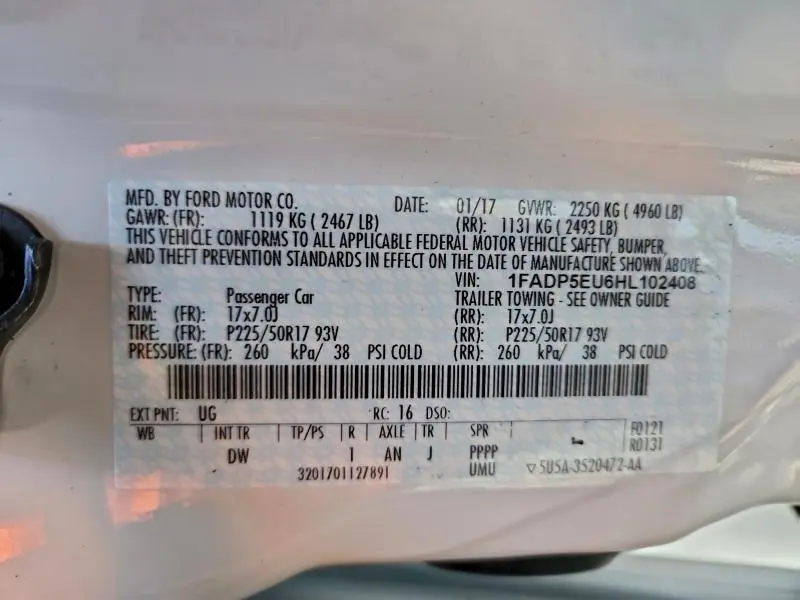 MFD. BY FORD MOTOR CO. DATE: 01/17 GVWR: 2250 KG ( 4960 LB)
GAWR: (FR): 1119 KG ( 2467 LB) (RR): 1131 KG ( 2493 LB)
THIS VEHICLE CONFORMS TO ALL APPLICABLE FEDERAL MOTOR VEHICLE SAFETY, BUMPER,
AND THEFT PREVENTION STANDARDS IN EFFECT ON THE DATE OF MANUFACTURE SHOWN ABOVE.
VIN: 1FADP5EU6HL102408
TYPE: Passenger Car TRAILER TOWING - SEE OWNER GUIDE
RIM: (FR): 17x7.0J (RR): 17x7.0J
TIRE: (FR): P225/50R17 93V (RR): P225/50R17 93V
PRESSURE: (FR): 260 kPa/ 38 PSI COLD (RR): 260 kPa/ 38 PSI COLD
EXT PNT: UG RC: 16 DSO:
WB INT TR TP/PS R AXLE TR SPR F0121
DW 1 AN J PPPP R0131
3201701127891 UMU ▽5U5A-3520472-AA